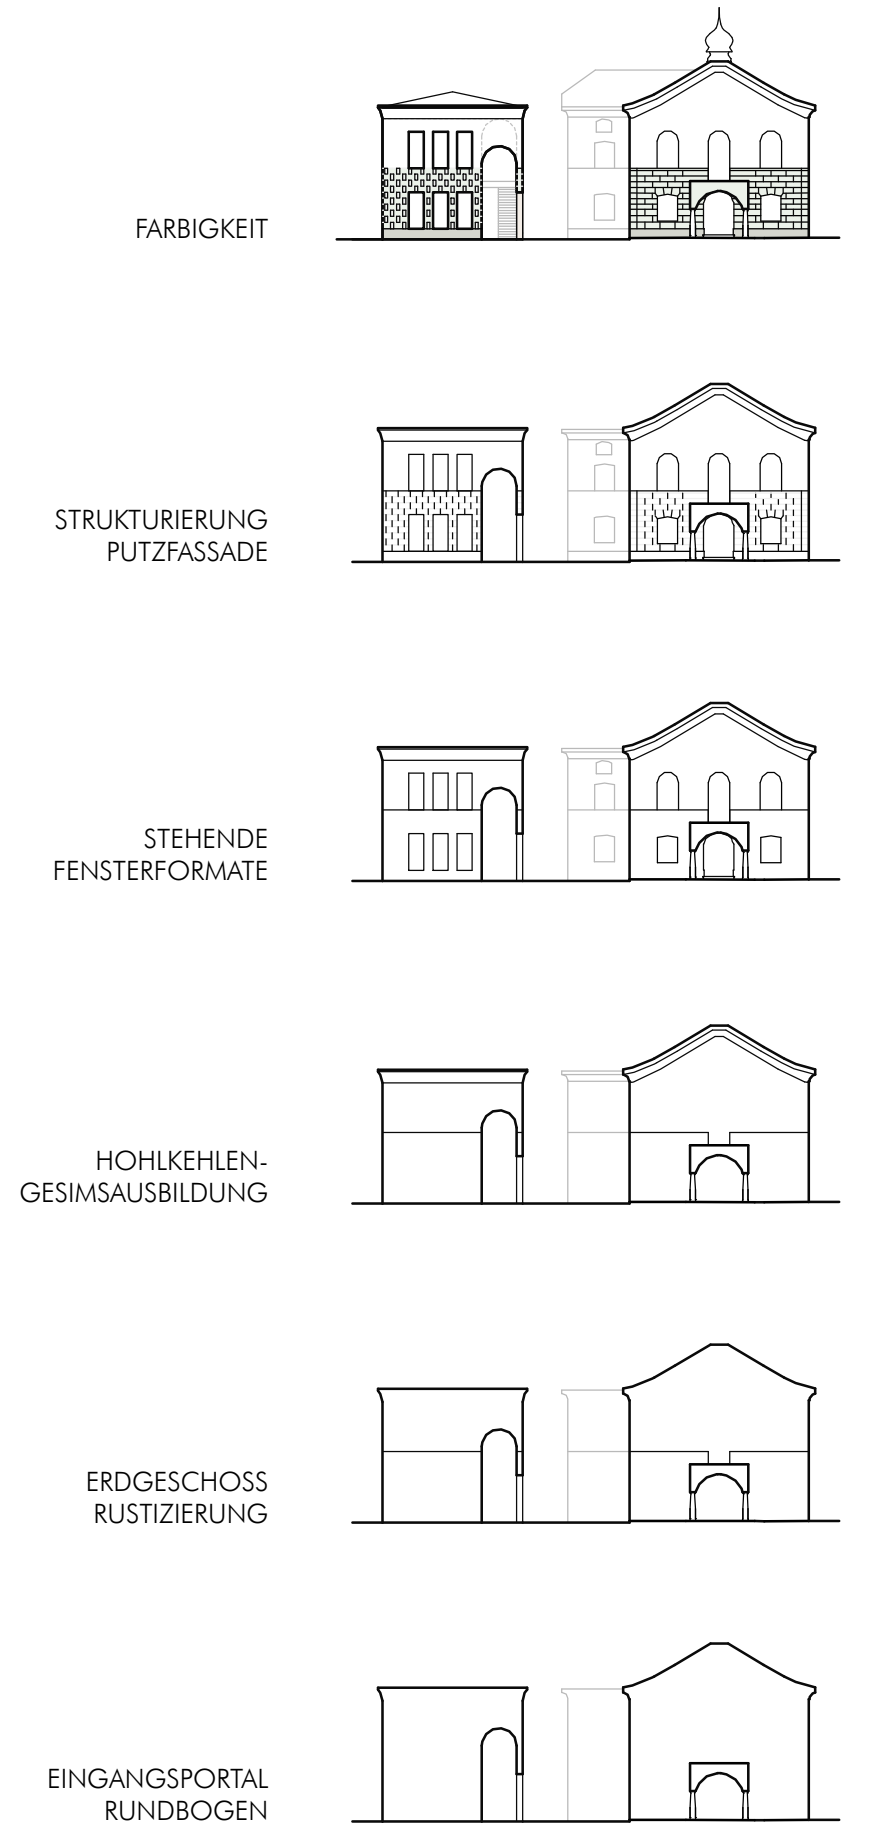 FARBIGKEIT
STRUKTURIERUNG
PUTZFASSADE
STEHENDE
FENSTERFORMATE
HOHLKEHLEN-
GESIMSAUSBILDUNG
ERDGESCHOSS
RUSTIZIERUNG
EINGANGSPORTAL
RUNDBOGEN